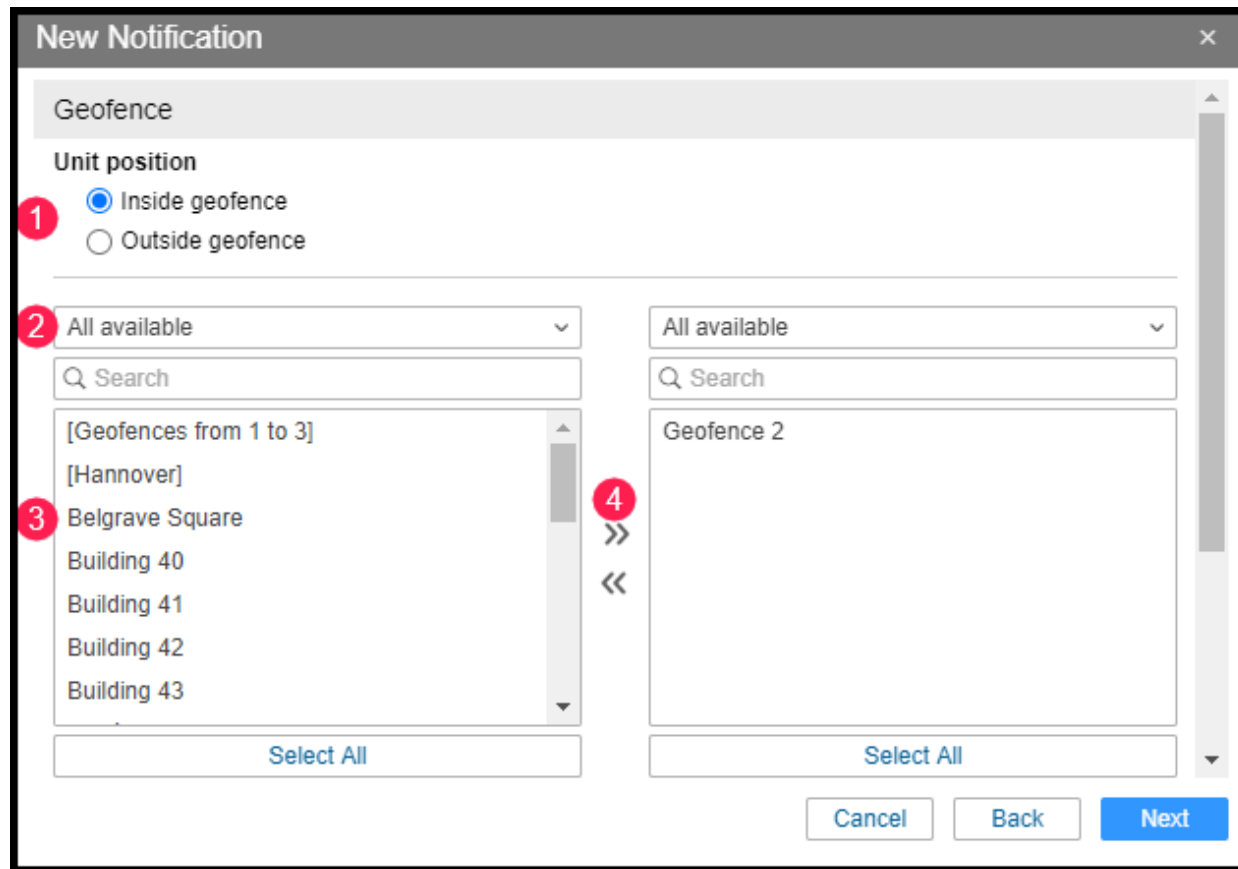 New Notification
Geofence
Unit position
1
Inside geofence
Outside geofence
2
All available
All available
Search
Search
[Geofences from 1 to 3]
Geofence 2
[Hannover]
3
Belgrave Square
4
Building 40
Building 41
Building 42
Building 43
Select All
Select All
Cancel
Back
Next